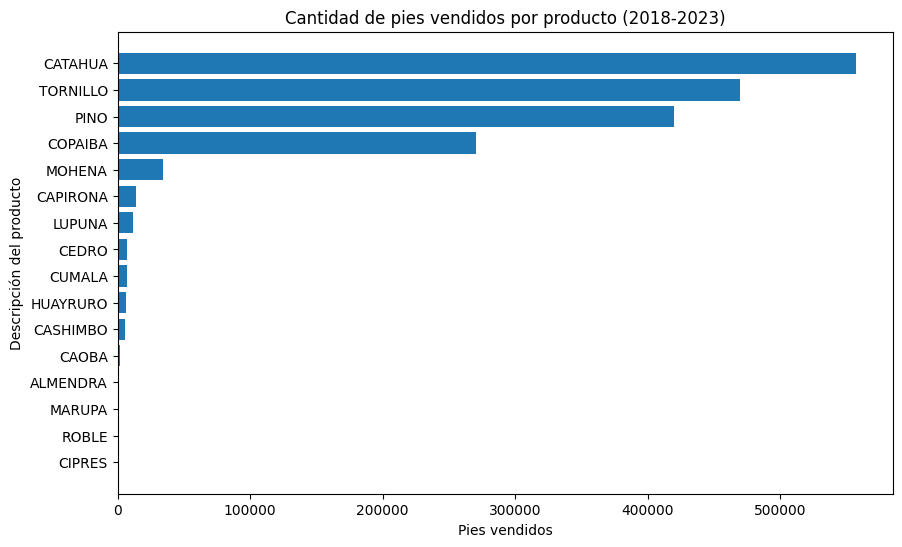 Cantidad de pies vendidos por producto (2018-2023)
Descripción del producto
CATAHUA
TORNILLO
PINO
COPAIBA
MOHENA
CAPIRONA
LUPUNA
CEDRO
CUMALA
HUAYRURO
CASHIMBO
CAOBA
ALMENDRA
MARUPA
ROBLE
CIPRES
0 100000 200000 300000 400000 500000
Pies vendidos